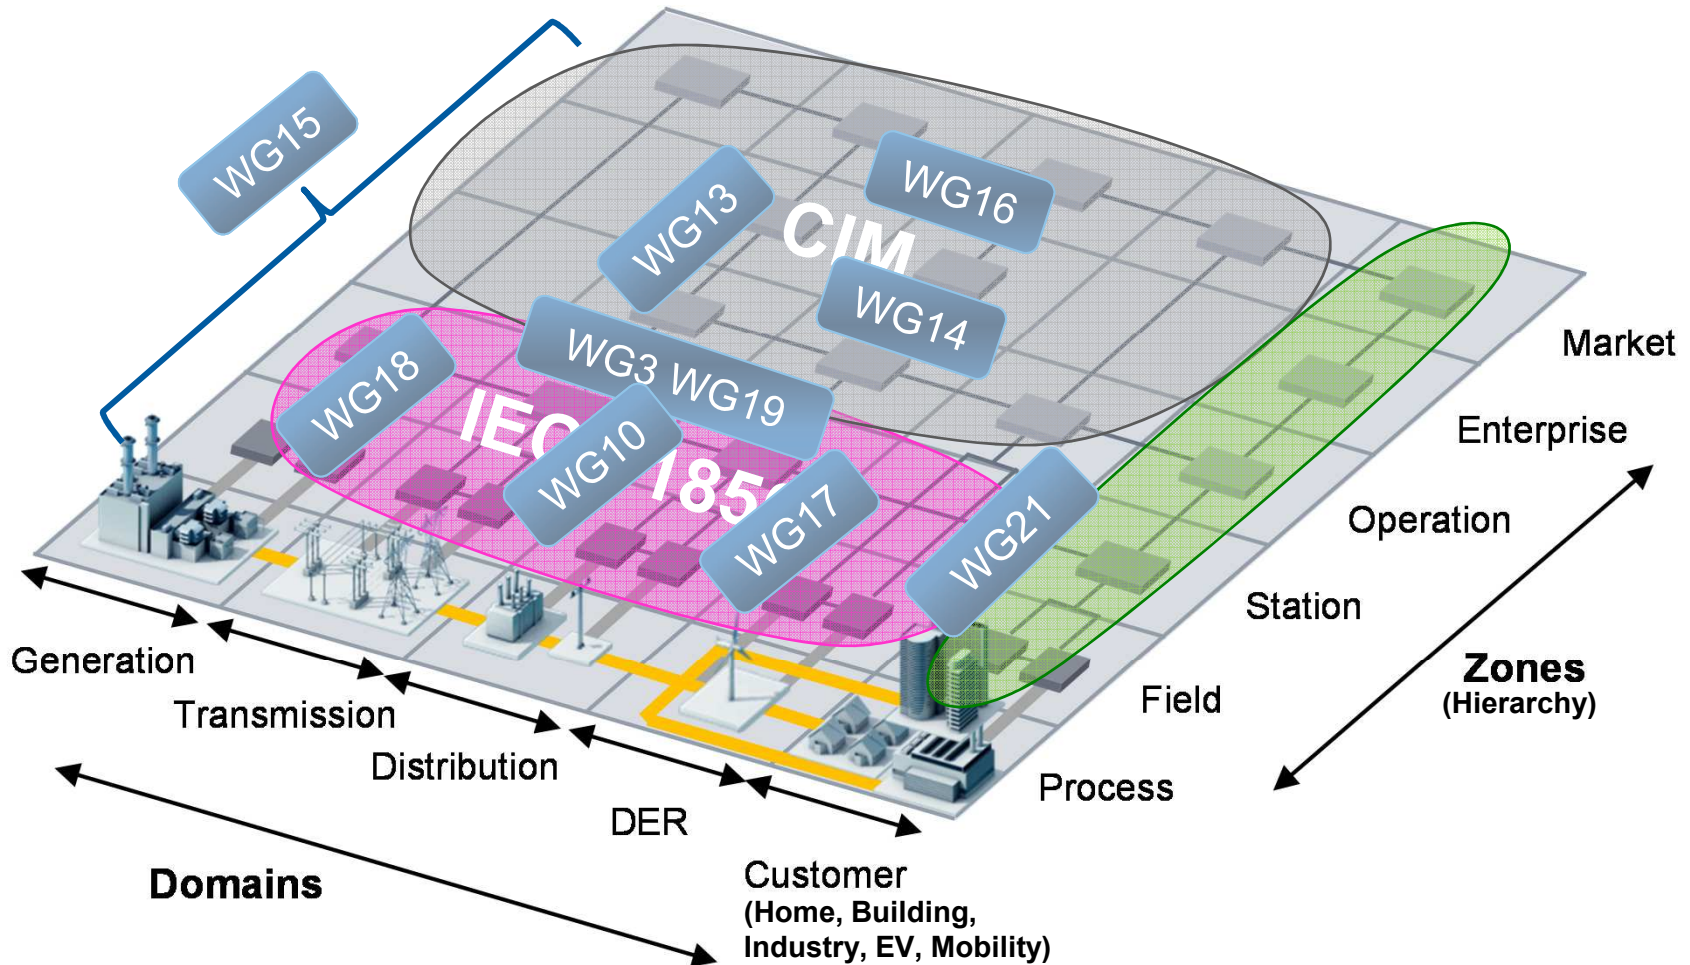 WG15
WG16
WG13
CIM
WG14
WG3 WG19
WG18
WG10
WG17
WG21
Market
Enterprise
Operation
Station
Field
Process
Zones
(Hierarchy)
Generation
Transmission
Distribution
DER
Customer
(Home, Building,
Industry, EV, Mobility)
Domains